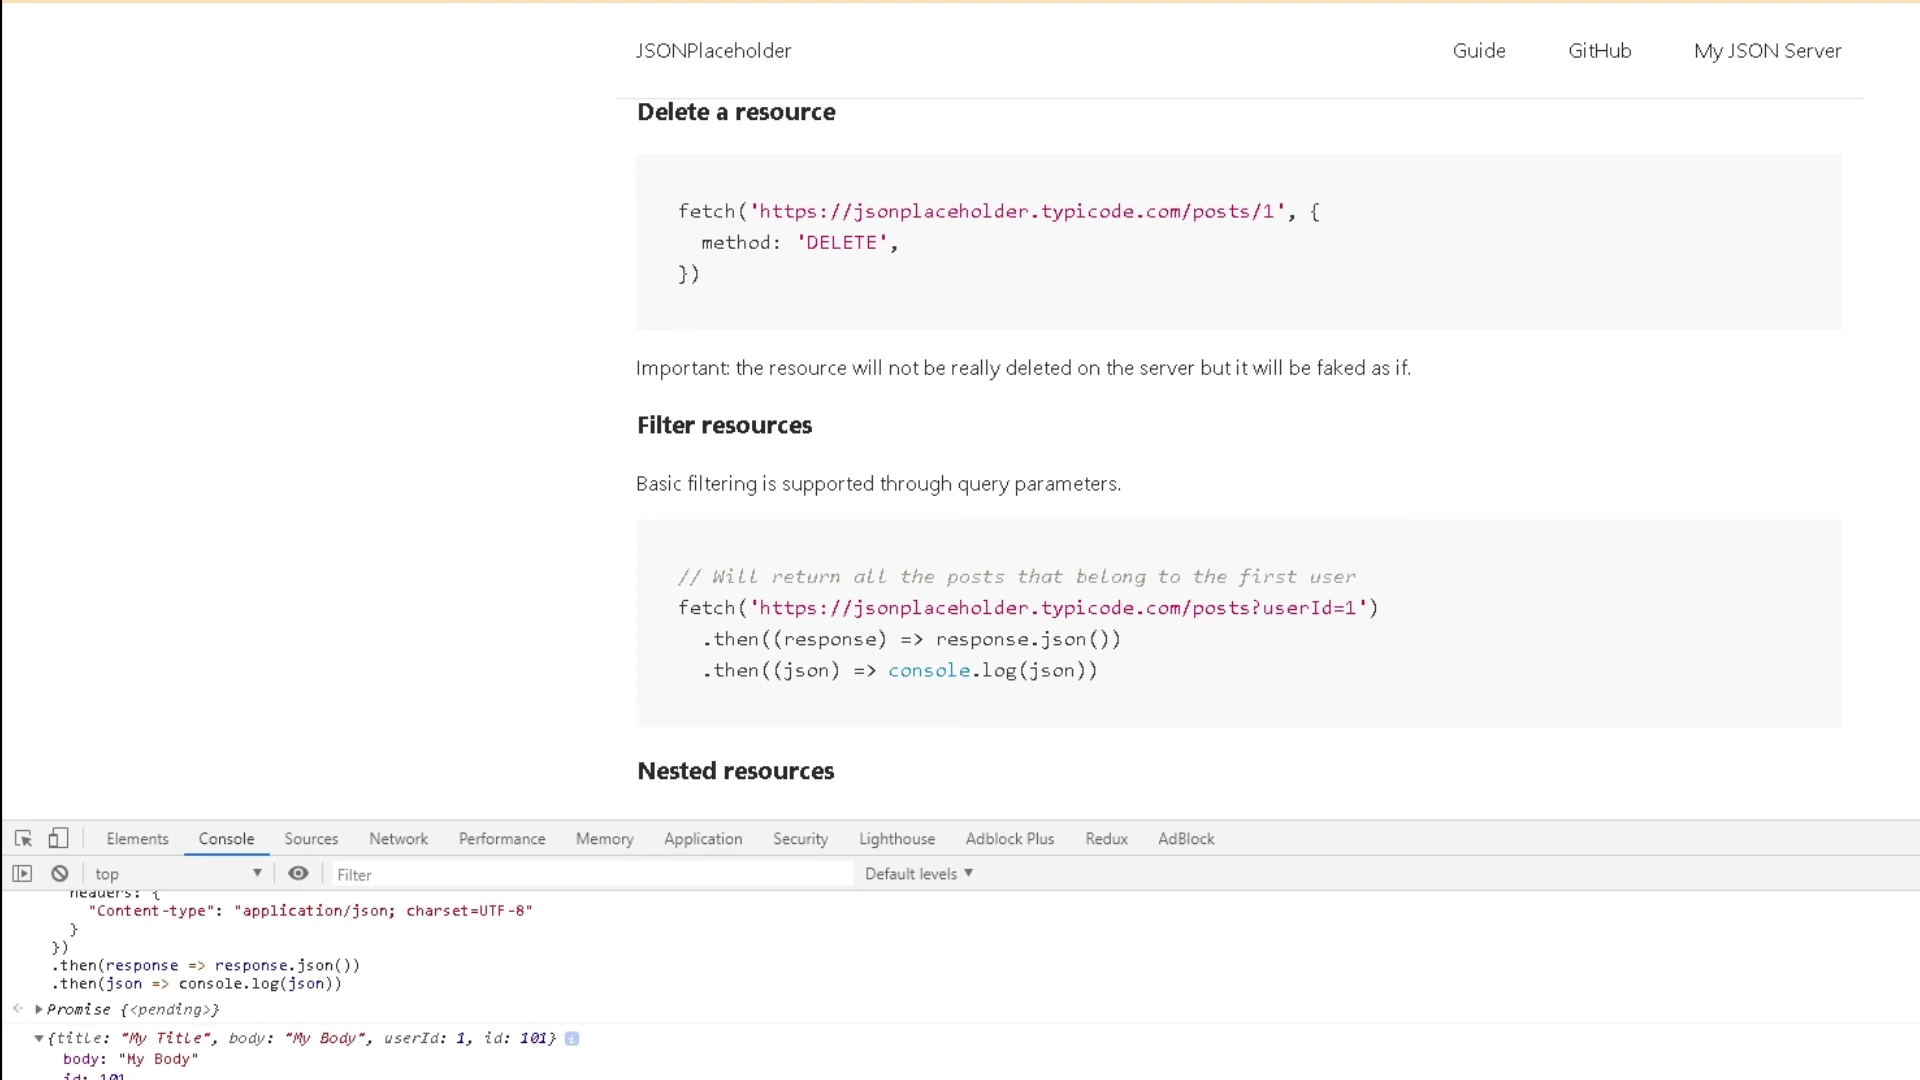 JSONPlaceholder Guide GitHub My JSON Server
Delete a resource
fetch('https://jsonplaceholder.typicode.com/posts/1', {
method: 'DELETE',
})
Important: the resource will not be really deleted on the server but it will be faked as if.
Filter resources
Basic filtering is supported through query parameters.
// Will return all the posts that belong to the first user
fetch('https://jsonplaceholder.typicode.com/posts?userId=1')
.then((response) => response.json())
.then((json) => console.log(json))
Nested resources
Elements Console Sources Network Performance Memory Application Security Lighthouse Adblock Plus Redux AdBlock
top Filter Default levels
headers: {
"Content-type": "application/json; charset=UTF-8"
}
})
.then(response => response.json())
.then(json => console.log(json))
Promise {<pending>}
{title: "My Title", body: "My Body", userId: 1, id: 101}
body: "My Body"
id: 101